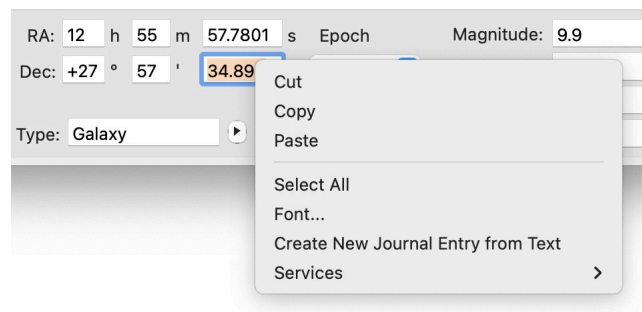 RA: 12 h 55 m 57.7801 s Epoch Magnitude: 9.9
Dec: +27 ° 57 ' 34.89
Type: Galaxy
Cut
Copy
Paste
Select All
Font...
Create New Journal Entry from Text
Services